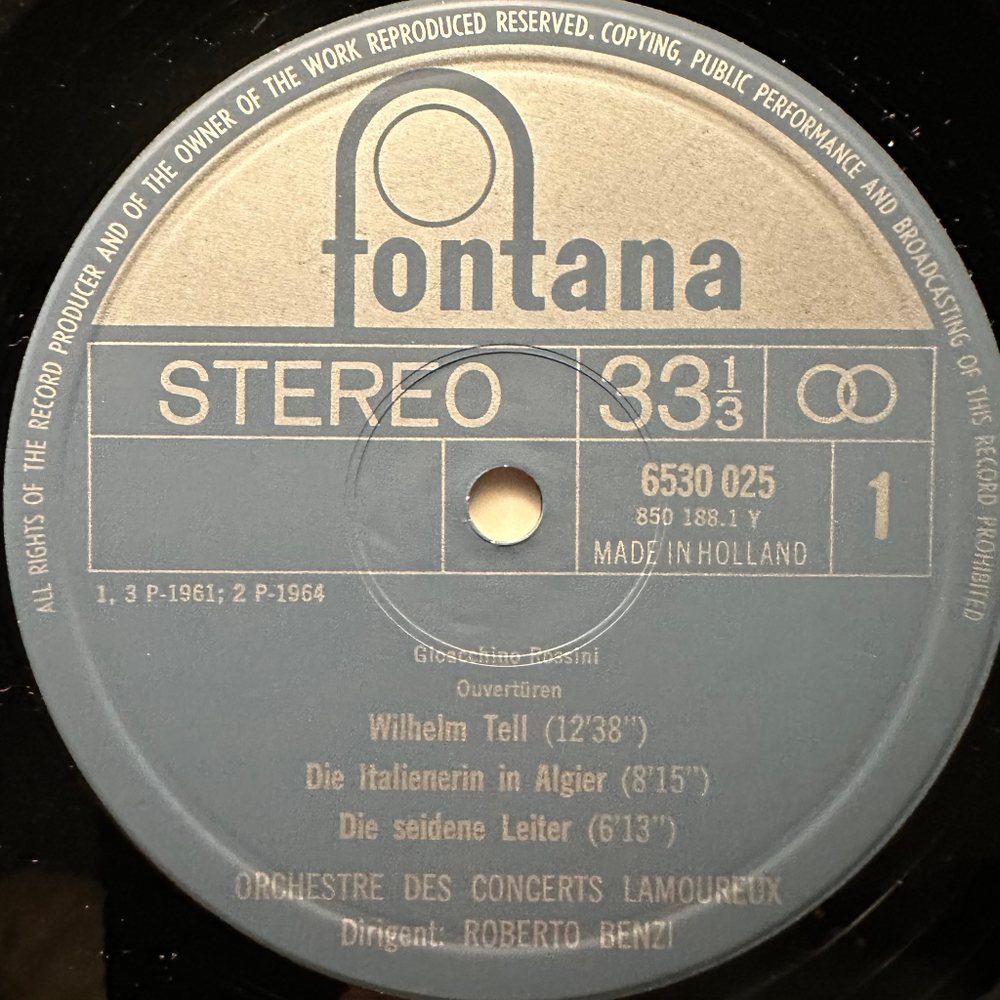 ALL RIGHTS OF THE RECORD PRODUCER AND OF THE OWNER OF THE WORK REPRODUCED RESERVED. COPYING, PUBLIC PERFORMANCE AND BROADCASTING OF THIS RECORD PROHIBITED
fontana
STEREO 33⅓
6530 025
850 188.1 Y
MADE IN HOLLAND
1
1, 3 P-1961; 2 P-1964
Gioacchino Rossini
Ouvertüren
Wilhelm Tell (12'38")
Die Italienerin in Algier (8'15")
Die seidene Leiter (6'13")
ORCHESTRE DES CONCERTS LAMOUREUX
Dirigent: ROBERTO BENZI